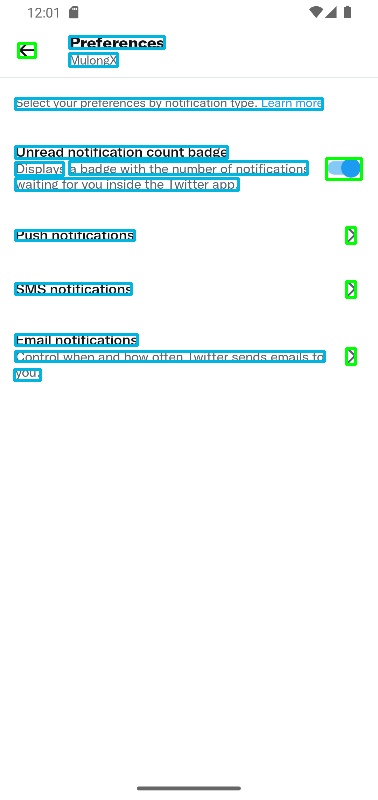 12:01
Preferences
MulongX
Select your preferences by notification type. Learn more
Unread notification count badge
Displays a badge with the number of notifications
waiting for you inside the Twitter app.
Push notifications
SMS notifications
Email notifications
Control when and how often Twitter sends emails to
you.